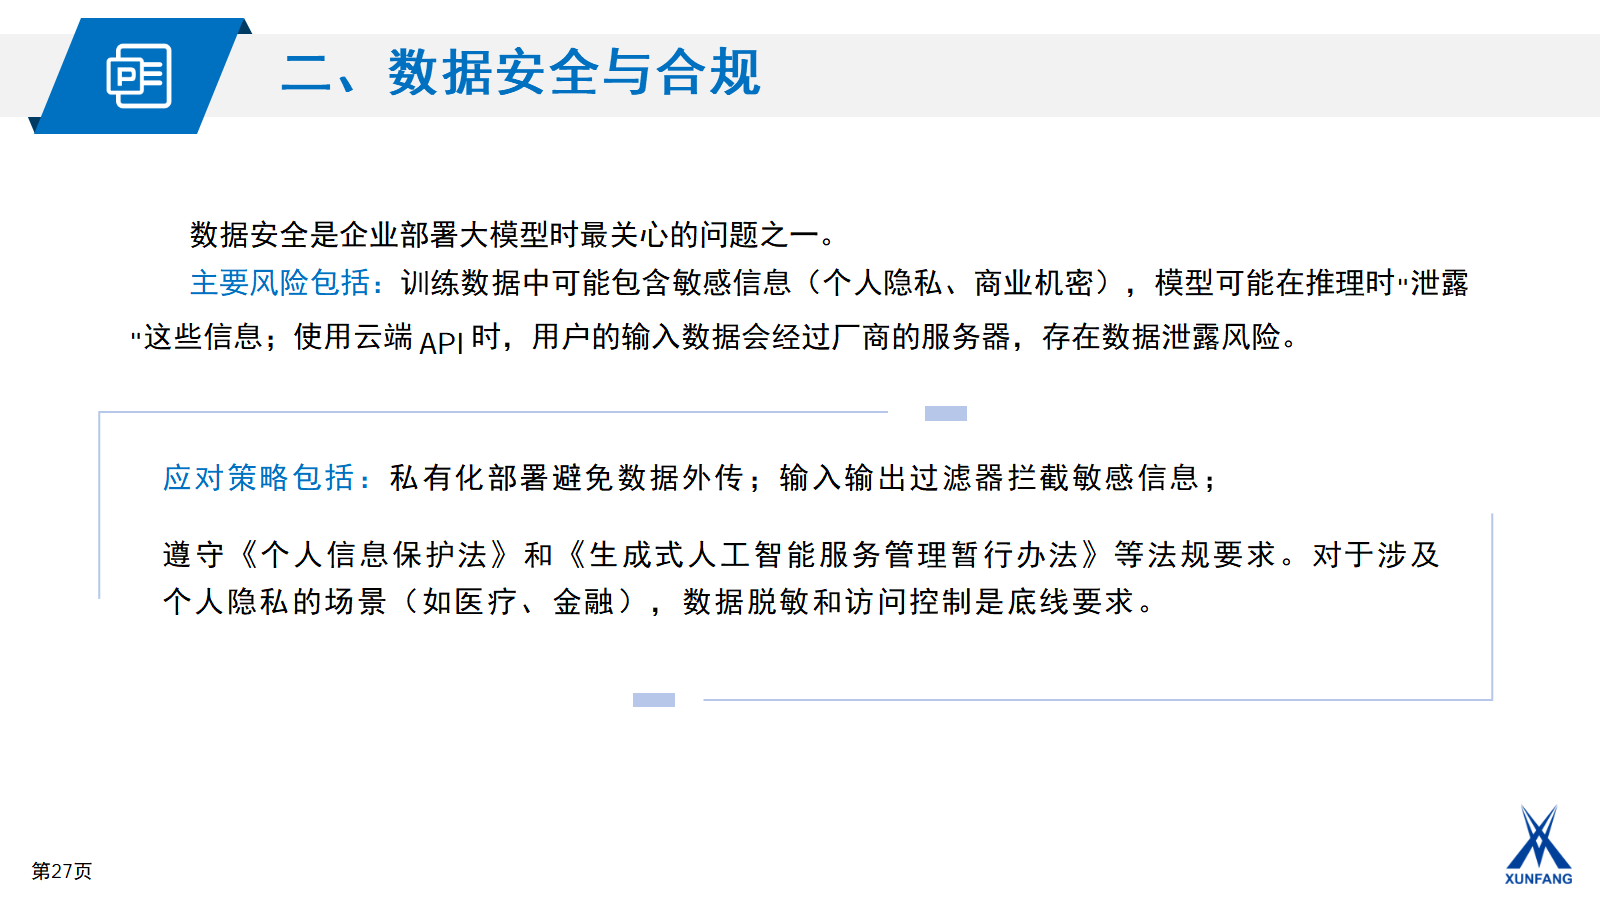 二、数据安全与合规
数据安全是企业部署大模型时最关心的问题之一。
主要风险包括：训练数据中可能包含敏感信息（个人隐私、商业机密），模型可能在推理时"泄露
"这些信息；使用云端 API 时，用户的输入数据会经过厂商的服务器，存在数据泄露风险。
应对策略包括：私有化部署避免数据外传；输入输出过滤器拦截敏感信息；
遵守《个人信息保护法》和《生成式人工智能服务管理暂行办法》等法规要求。对于涉及
个人隐私的场景（如医疗、金融），数据脱敏和访问控制是底线要求。
第27页
XUNFANG